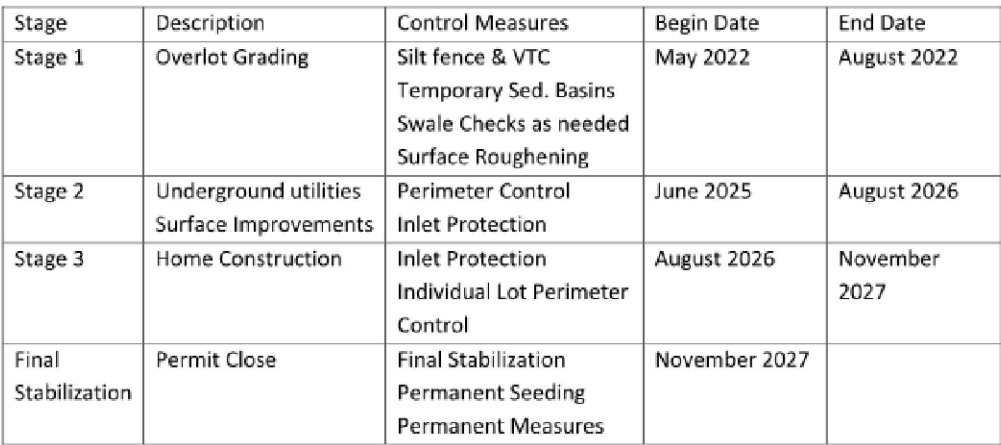 Stage Description Control Measures Begin Date End Date
Stage 1 Overlot Grading Silt fence & VTC May 2022 August 2022
Temporary Sed. Basins
Swale Checks as needed
Surface Roughening
Stage 2 Underground utilities Perimeter Control June 2025 August 2026
Surface Improvements Inlet Protection
Stage 3 Home Construction Inlet Protection August 2026 November
Individual Lot Perimeter 2027
Control
Final Permit Close Final Stabilization November 2027
Stabilization Permanent Seeding
Permanent Measures